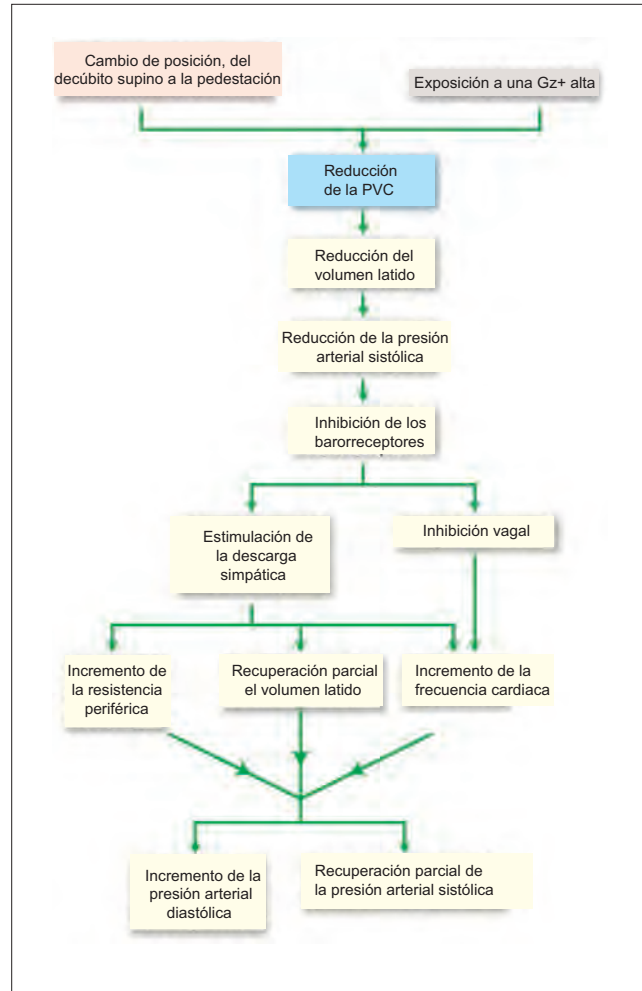 Cambio de posición, del
decúbito supino a la pedestación
Exposición a una Gz+ alta
Reducción
de la PVC
Reducción del
volumen latido
Reducción de la presión
arterial sistólica
Inhibición de los
barorreceptores
Estimulación de
la descarga
simpática
Inhibición vagal
Incremento de
la resistencia
periférica
Recuperación parcial
el volumen latido
Incremento de la
frecuencia cardiaca
Incremento de la
presión arterial
diastólica
Recuperación parcial de
la presión arterial sistólica